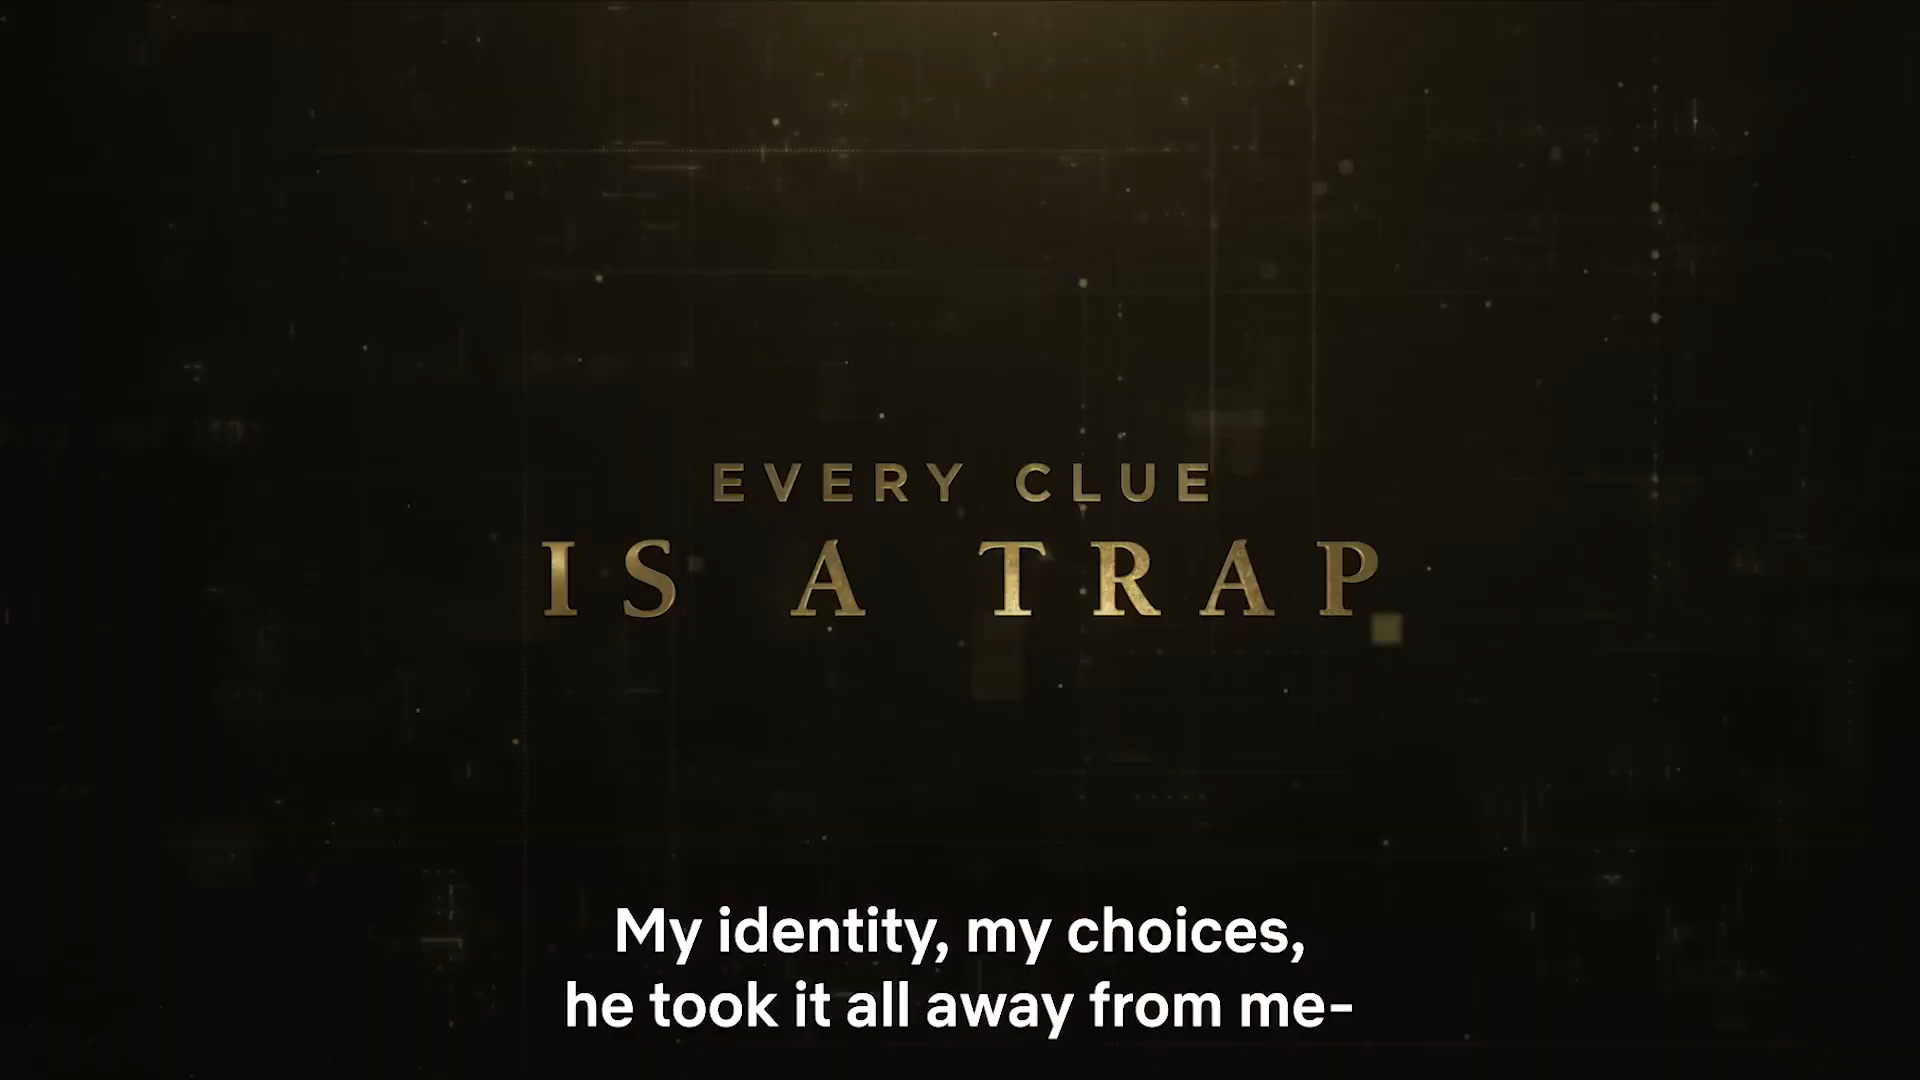 EVERY CLUE
IS A TRAP
My identity, my choices,
he took it all away from me-